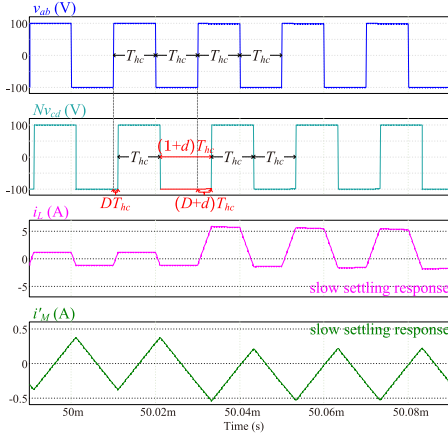 v_ab (V)
100
0
-100
T_hc T_hc T_hc T_hc
Nv_cd (V)
100
0
-100
T_hc (1+d)T_hc T_hc T_hc
DT_hc (D+d)T_hc
i_L (A)
5
0
-5
slow settling response
i'_M (A)
slow settling response
0.5
0
-0.5
50m 50.02m 50.04m 50.06m 50.08m
Time (s)